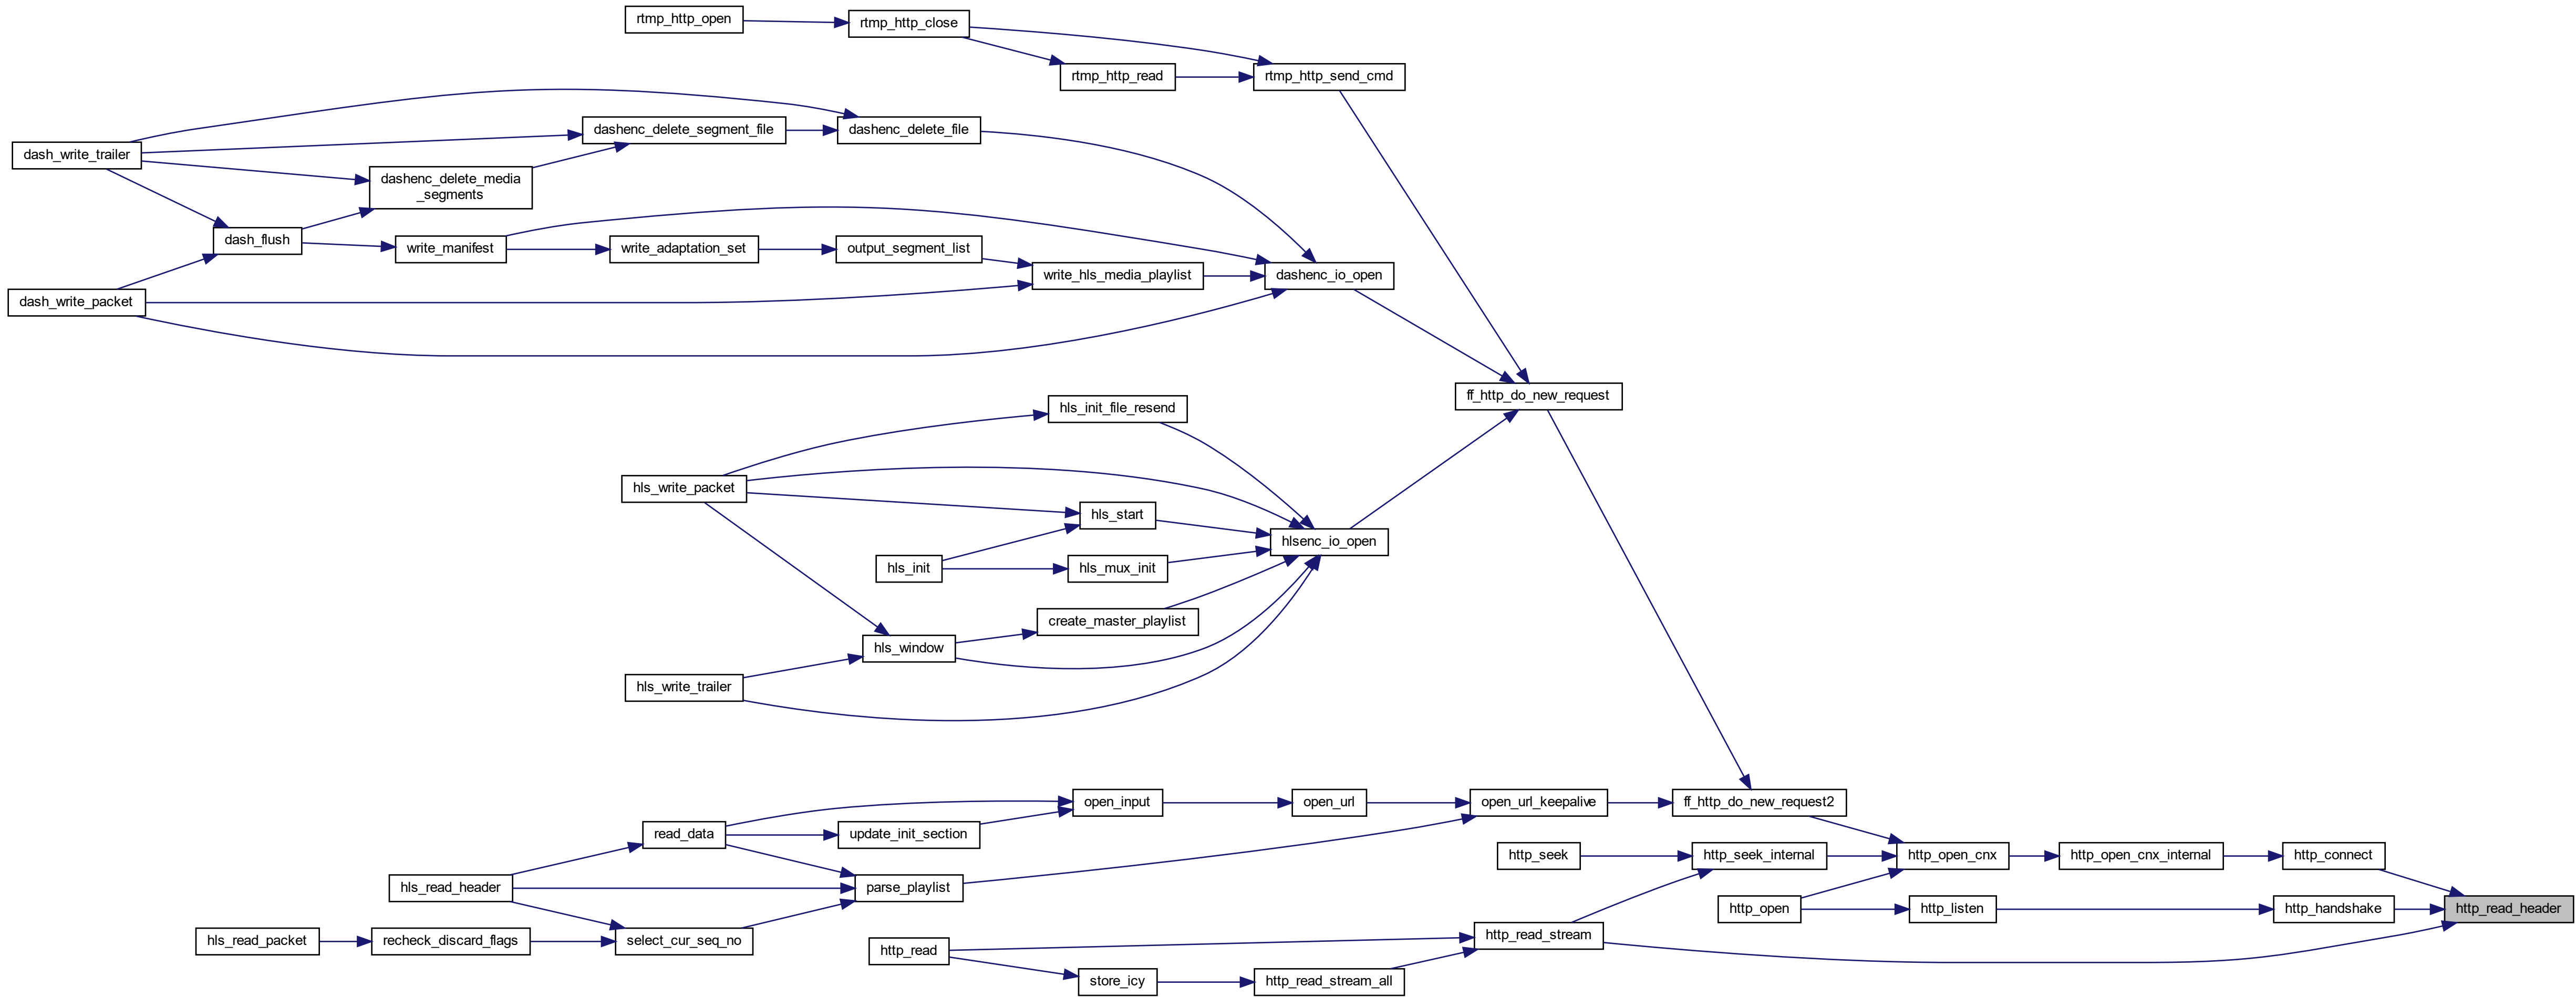 rtmp_http_open
rtmp_http_close
rtmp_http_read
rtmp_http_send_cmd
dashenc_delete_segment_file
dashenc_delete_file
dash_write_trailer
dashenc_delete_media
_segments
dash_flush
write_manifest
write_adaptation_set
output_segment_list
write_hls_media_playlist
dashenc_io_open
dash_write_packet
ff_http_do_new_request
hls_init_file_resend
hls_write_packet
hls_start
hlsenc_io_open
hls_init
hls_mux_init
create_master_playlist
hls_window
hls_write_trailer
open_input
open_url
open_url_keepalive
ff_http_do_new_request2
read_data
update_init_section
http_seek
http_seek_internal
http_open_cnx
http_open_cnx_internal
http_connect
hls_read_header
parse_playlist
http_open
http_listen
http_handshake
http_read_header
hls_read_packet
recheck_discard_flags
select_cur_seq_no
http_read
http_read_stream
store_icy
http_read_stream_all